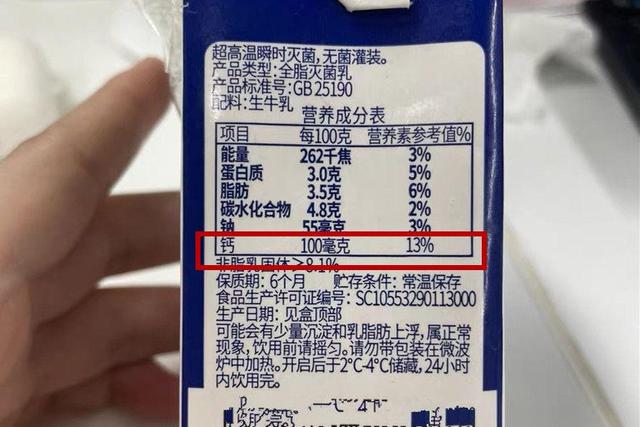 超高温瞬时灭菌,无菌灌装。
产品类型:全脂灭菌乳
产品标准号:GB 25190
配料:生牛乳
营养成分表
项目 每100克 营养素参考值%
能量 262千焦 3%
蛋白质 3.0克 5%
脂肪 3.5克 6%
碳水化合物 4.8克 2%
钠 55毫克 3%
钙 100毫克 13%
非脂乳固体≥8.1%
保质期:6个月 贮存条件:常温保存
食品生产许可证编号:SC10553290113000
生产日期:见盒顶部
可能会有少量沉淀和乳脂肪上浮,属正常
现象,饮用前请摇匀。请勿带包装在微波
炉中加热。开启后于2°C-4°C储藏,24小时
内饮用完。